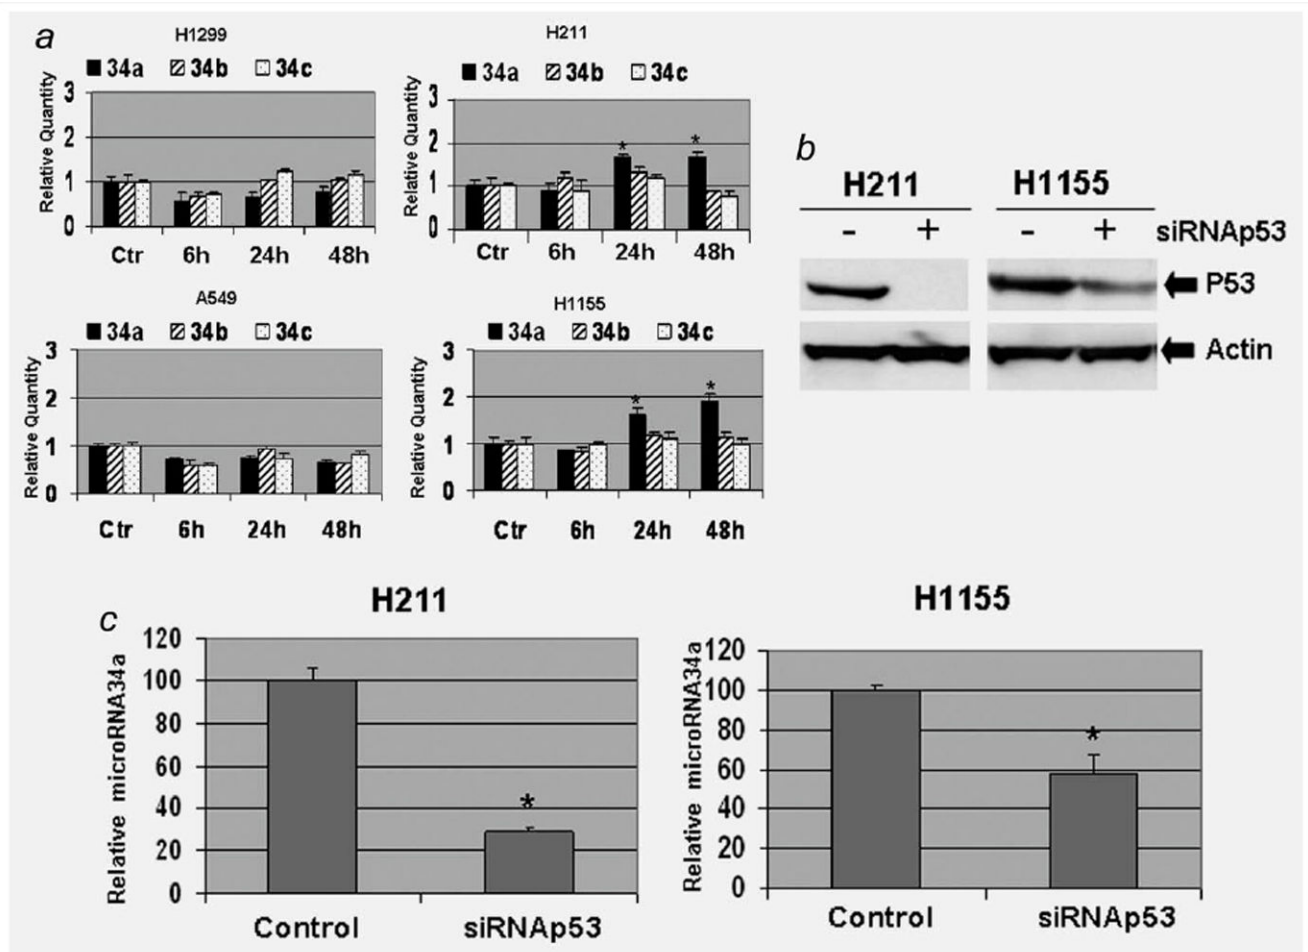 a
H1299
34a 34b 34c
Relative Quantity
3
2
1
0
Ctr 6h 24h 48h
H211
34a 34b 34c
Relative Quantity
3
2
1
0
* *
Ctr 6h 24h 48h
A549
34a 34b 34c
Relative Quantity
3
2
1
0
Ctr 6h 24h 48h
H1155
34a 34b 34c
Relative Quantity
3
2
1
0
* *
Ctr 6h 24h 48h
b
H211 H1155
- + - + siRNAp53
P53
Actin
c
H211
Relative microRNA34a
120
100
80
60
40
20
0
*
Control siRNAp53
H1155
Relative microRNA34a
120
100
80
60
40
20
0
*
Control siRNAp53